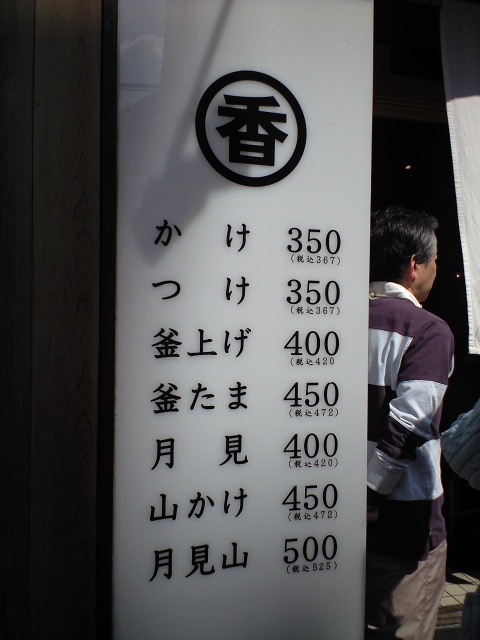 香
かけ 350
(税込367)
つけ 350
(税込367)
釜上げ 400
(税込420
釜たま 450
(税込472)
月見 400
(税込420)
山かけ 450
(税込472)
月見山 500
(税込525)